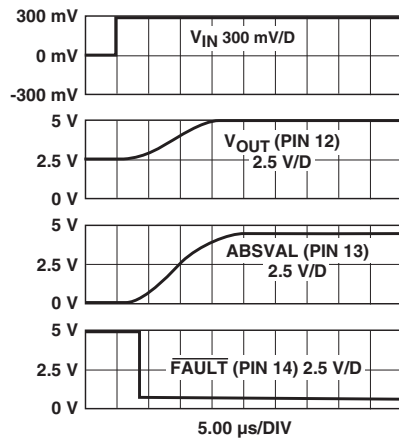 300 mV
0 mV
-300 mV
VIN 300 mV/D
5 V
2.5 V
0 V
VOUT (PIN 12)
2.5 V/D
5 V
2.5 V
0 V
ABSVAL (PIN 13)
2.5 V/D
5 V
2.5 V
0 V
FAULT (PIN 14) 2.5 V/D
5.00 µs/DIV